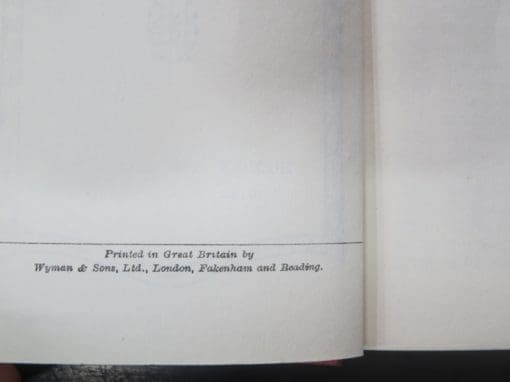 Printed in Great Britain by
Wyman & Sons, Ltd., London, Fakenham and Reading.